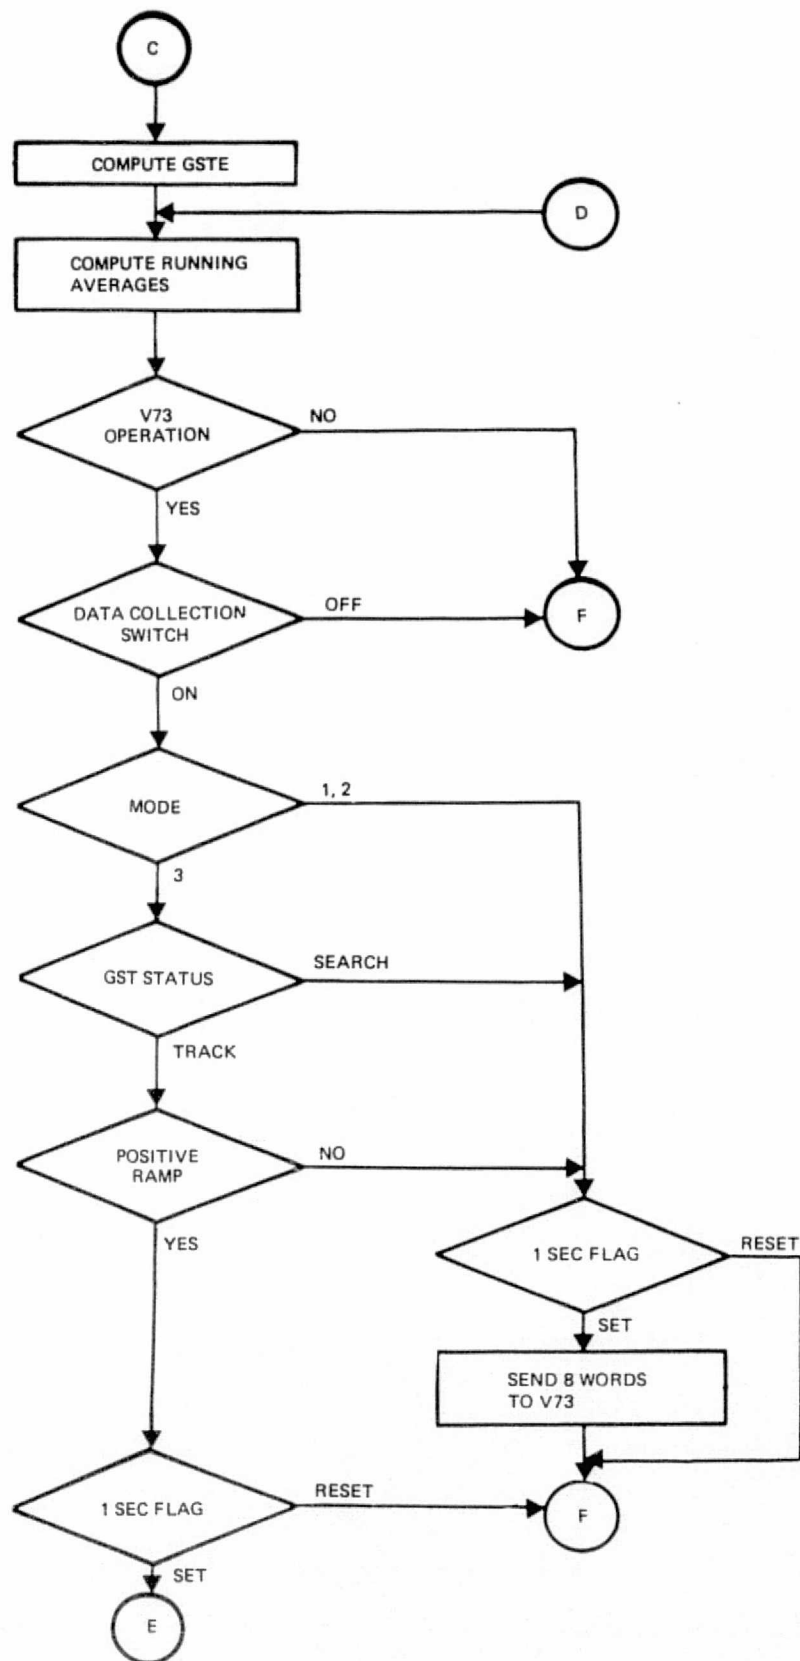 C
COMPUTE GSTE
D
COMPUTE RUNNING
AVERAGES
V73
OPERATION
NO
YES
DATA COLLECTION
SWITCH
OFF
F
ON
MODE
1, 2
3
GST STATUS
SEARCH
TRACK
POSITIVE
RAMP
NO
YES
1 SEC FLAG
RESET
SET
SEND 8 WORDS
TO V73
1 SEC FLAG
RESET
F
SET
E